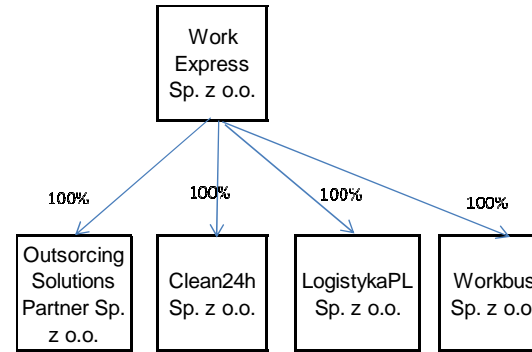 Work
Express
Sp. z o.o.
100%
100%
100%
100%
Outsorcing
Solutions
Partner Sp.
z o.o.
Clean24h
Sp. z o.o.
LogistykaPL
Sp. z o.o.
Workbus
Sp. z o.o